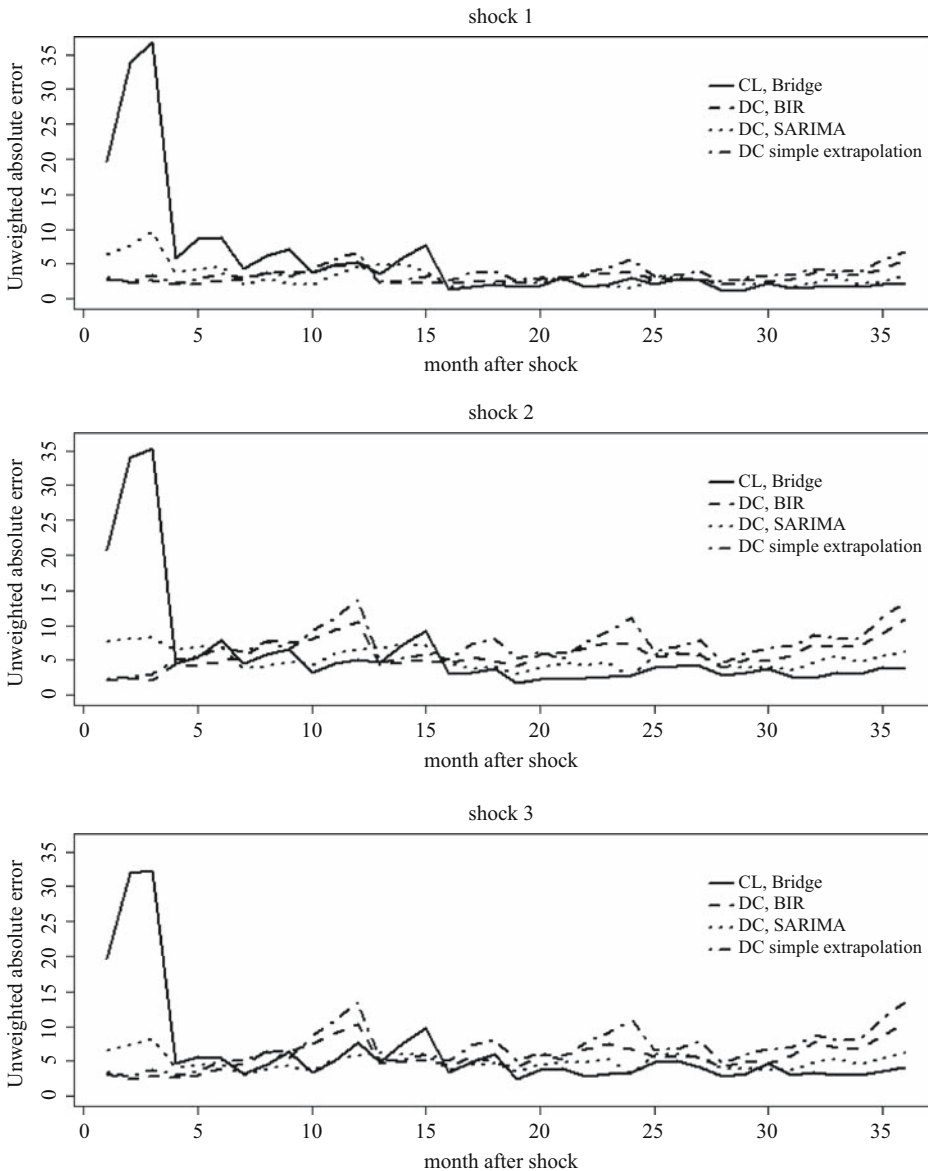 shock 1
Unweighted absolute error
35
30
25
20
15
10
5
0
CL, Bridge
DC, BIR
DC, SARIMA
DC simple extrapolation
0 5 10 15 20 25 30 35
month after shock
shock 2
Unweighted absolute error
35
30
25
20
15
10
5
0
CL, Bridge
DC, BIR
DC, SARIMA
DC simple extrapolation
0 5 10 15 20 25 30 35
month after shock
shock 3
Unweighted absolute error
35
30
25
20
15
10
5
0
CL, Bridge
DC, BIR
DC, SARIMA
DC simple extrapolation
0 5 10 15 20 25 30 35
month after shock